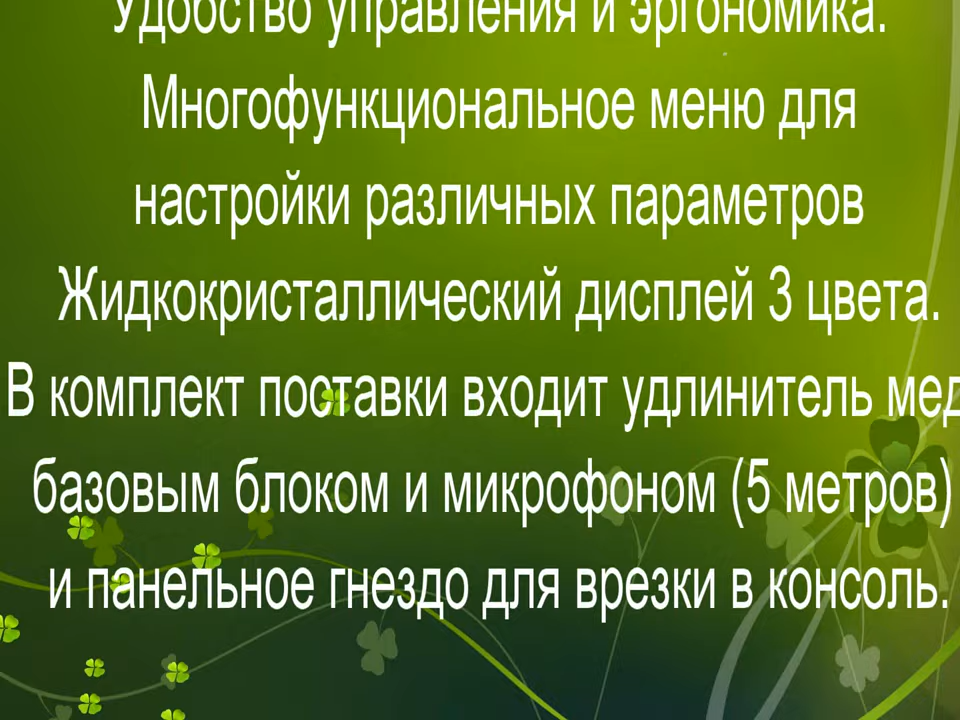 Удобство управления и эргономика.
Многофункциональное меню для
настройки различных параметров
Жидкокристаллический дисплей 3 цвета.
В комплект поставки входит удлинитель мед
базовым блоком и микрофоном (5 метров)
и панельное гнездо для врезки в консоль.